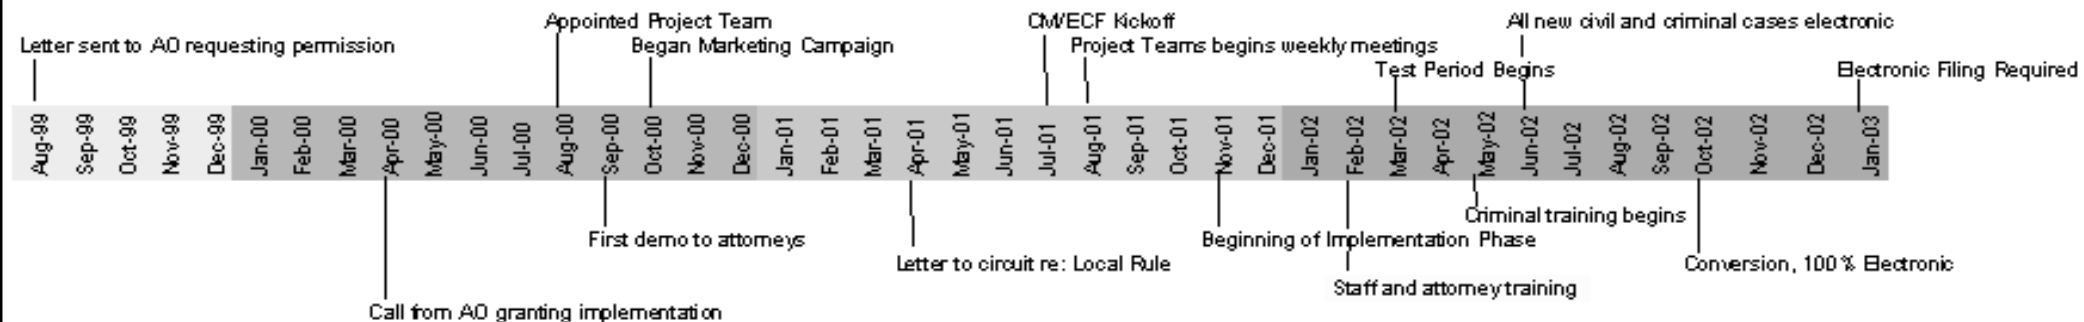 Appointed Project Team
CM/ECF Kickoff
All new civil and criminal cases electronic
Letter sent to AO requesting permission
Began Marketing Campaign
Project Teams begins weekly meetings
Test Period Begins
Electronic Filing Required
Aug-99
Sep-99
Oct-99
Nov-99
Dec-99
Jan-00
Feb-00
Mar-00
Apr-00
May-00
Jun-00
Jul-00
Aug-00
Sep-00
Oct-00
Nov-00
Dec-00
Jan-01
Feb-01
Mar-01
Apr-01
May-01
Jun-01
Jul-01
Aug-01
Sep-01
Oct-01
Nov-01
Dec-01
Jan-02
Feb-02
Mar-02
Apr-02
May-02
Jun-02
Jul-02
Aug-02
Sep-02
Oct-02
Nov-02
Dec-02
Jan-03
Criminal training begins
First demo to attorneys
Beginning of Implementation Phase
Letter to circuit re: Local Rule
Conversion, 100% Electronic
Staff and attorney training
Call from AO granting implementation